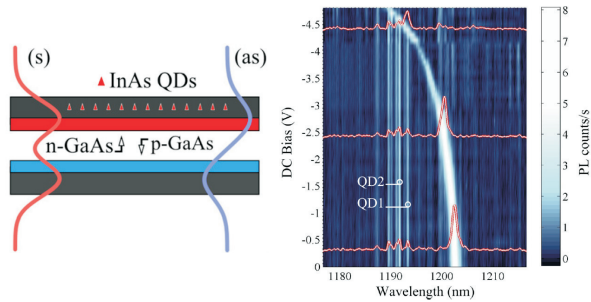 (s)
(as)
InAs QDs
n-GaAs
p-GaAs
DC Bias (V)
-4.5
-4
-3.5
-3
-2.5
-2
-1.5
-1
-0.5
0
QD2
QD1
1180
1190
1200
1210
Wavelength (nm)
8
7
6
5
4
3
2
1
0
PL counts/s